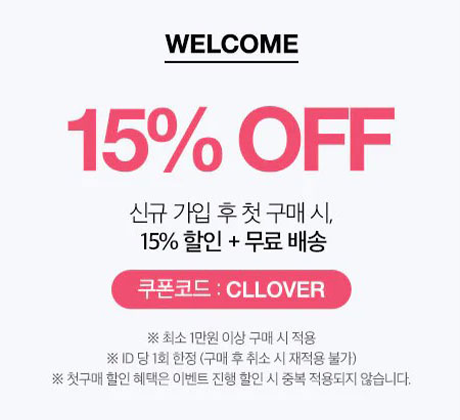 WELCOME
15% OFF
신규 가입 후 첫 구매 시,
15% 할인 + 무료 배송
쿠폰코드 : CLLOVER
※ 최소 1만원 이상 구매 시 적용
※ ID 당 1회 한정 (구매 후 취소 시 재적용 불가)
※ 첫구매 할인 혜택은 이벤트 진행 할인 시 중복 적용되지 않습니다.